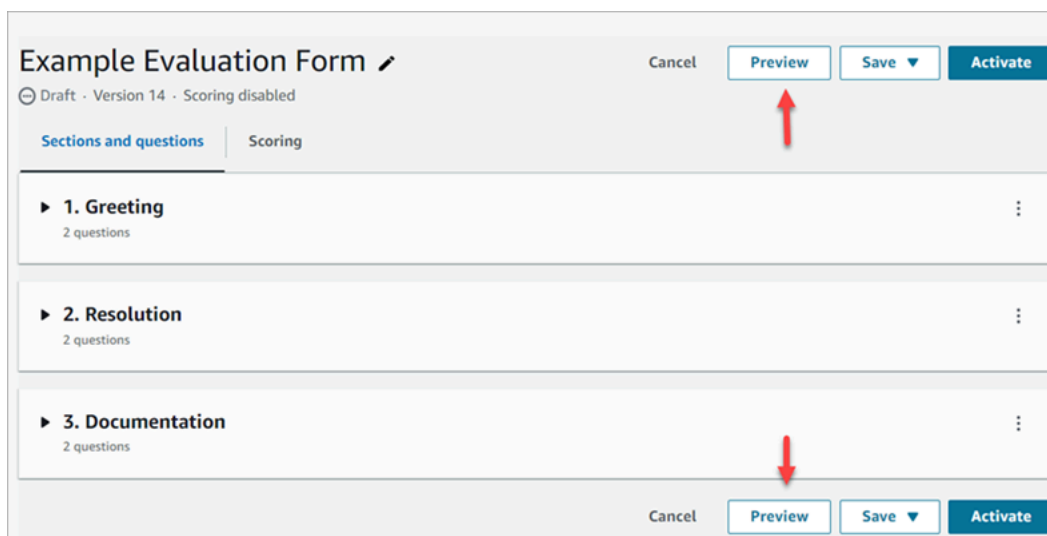 Example Evaluation Form
Cancel Preview Save Activate
Draft · Version 14 · Scoring disabled
Sections and questions Scoring
1. Greeting
2 questions
2. Resolution
2 questions
3. Documentation
2 questions
Cancel Preview Save Activate